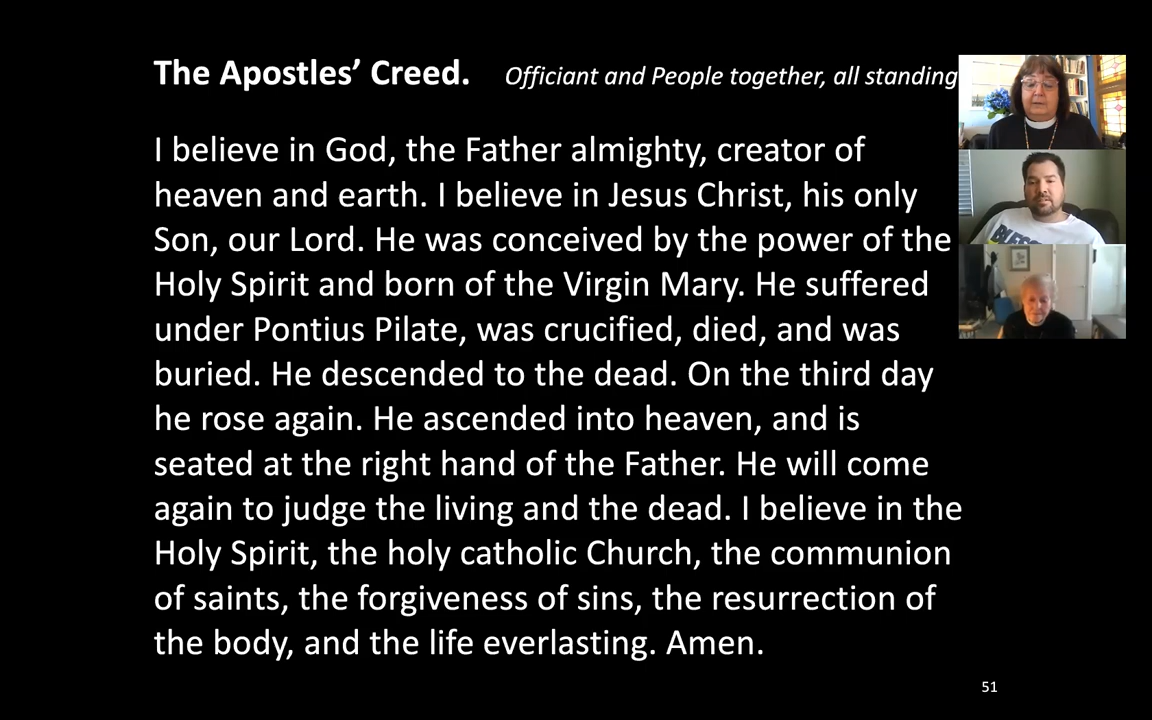 The Apostles’ Creed. Officiant and People together, all standing
I believe in God, the Father almighty, creator of
heaven and earth. I believe in Jesus Christ, his only
Son, our Lord. He was conceived by the power of the
Holy Spirit and born of the Virgin Mary. He suffered
under Pontius Pilate, was crucified, died, and was
buried. He descended to the dead. On the third day
he rose again. He ascended into heaven, and is
seated at the right hand of the Father. He will come
again to judge the living and the dead. I believe in the
Holy Spirit, the holy catholic Church, the communion
of saints, the forgiveness of sins, the resurrection of
the body, and the life everlasting. Amen.
51